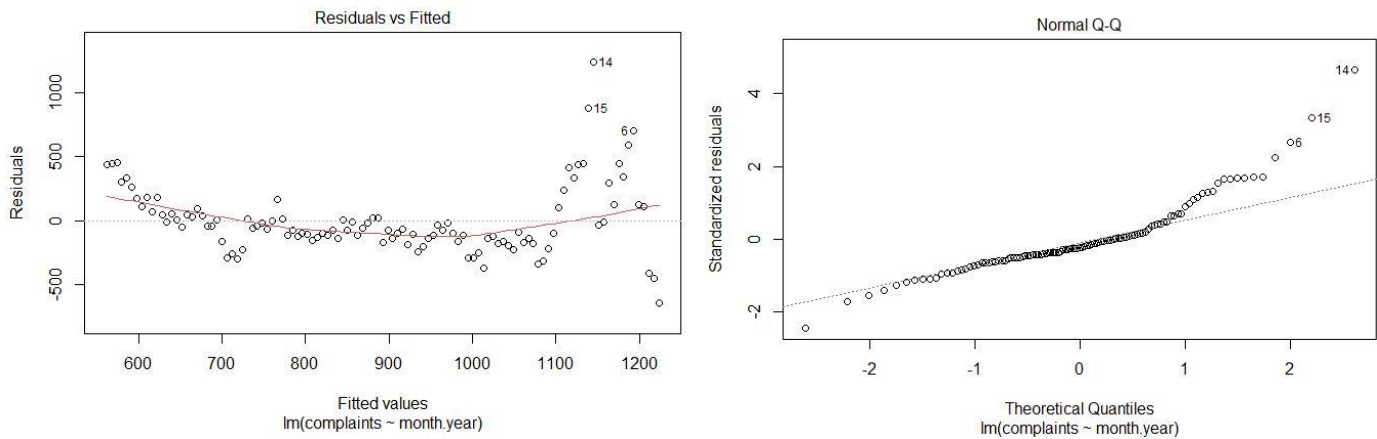 Residuals vs Fitted
Residuals
1000
500
0
-500
14
15
6
600 700 800 900 1000 1100 1200
Fitted values
lm(complaints ~ month.year)
Normal Q-Q
Standardized residuals
4
2
0
-2
14
15
6
-2 -1 0 1 2
Theoretical Quantiles
lm(complaints ~ month.year)